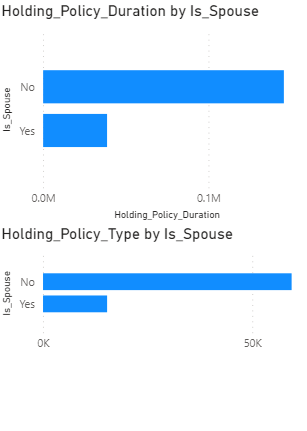 Holding_Policy_Duration by Is_Spouse
Is_Spouse
No
Yes
0.0M 0.1M
Holding_Policy_Duration
Holding_Policy_Type by Is_Spouse
Is_Spouse
No
Yes
0K 50K